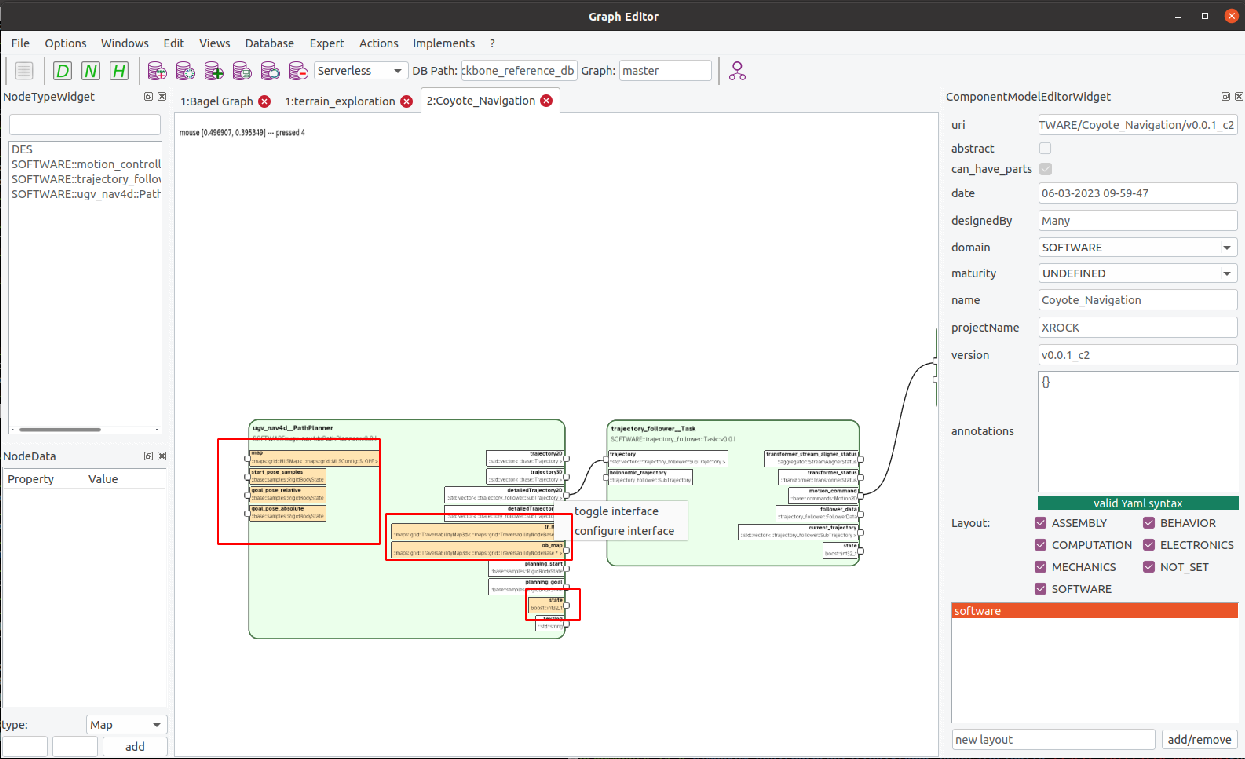 Graph Editor
File Options Windows Edit Views Database Expert Actions Implements ?
D N H Serverless DB Path: ckbone_reference_db Graph: master
NodeTypeWidget
1:Bagel Graph 1:terrain_exploration 2:Coyote_Navigation
ComponentModelEditorWidget
mouse [0.496907, 0.395349] --- pressed 4
DES
SOFTWARE::motion_controll
SOFTWARE::trajectory_follow
SOFTWARE::ugv_nav4d::Path
NodeData
Property Value
type: Map
add
ugv_nav4d__PathPlanner
map
start_pose_samples
goal_pose_relative
goal_pose_absolute
trajectory2D
trajectory3D
detailedTrajectory2D
planning_start
planning_goal
state
toggle interface
configure interface
trajectory_follower__Task
trajectory
holonomic_trajectory
transformer_stream_aligner_status
transformer_status
motion_command
follower_data
current_trajectory
state
uri TWARE/Coyote_Navigation/v0.0.1_c2
abstract
can_have_parts
date 06-03-2023 09-59-47
designedBy Many
domain SOFTWARE
maturity UNDEFINED
name Coyote_Navigation
projectName XROCK
version v0.0.1_c2
annotations {}
valid Yaml syntax
Layout: ASSEMBLY BEHAVIOR
COMPUTATION ELECTRONICS
MECHANICS NOT_SET
SOFTWARE
software
new layout add/remove